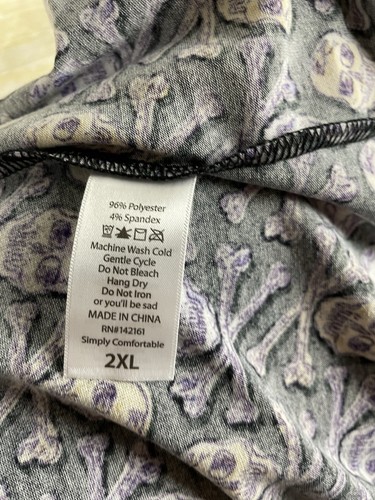 96% Polyester
4% Spandex
Machine Wash Cold
Gentle Cycle
Do Not Bleach
Hang Dry
Do Not Iron
or you'll be sad
MADE IN CHINA
RN#142161
Simply Comfortable
2XL